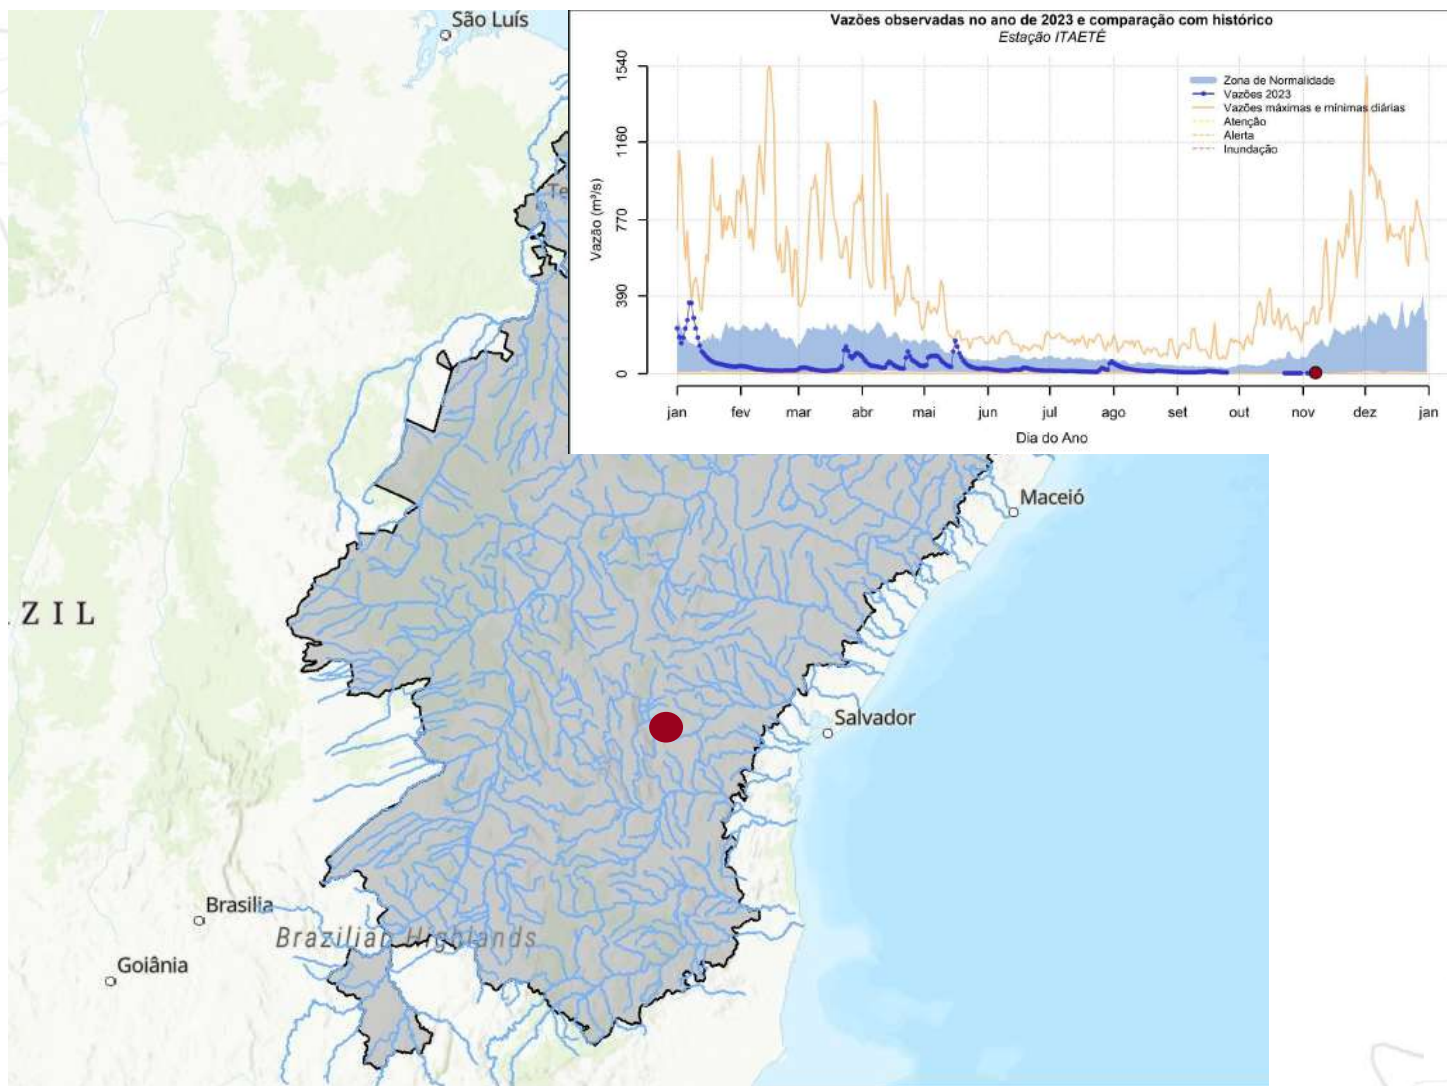 São Luís
Vazões observadas no ano de 2023 e comparação com histórico
Estação ITAETÊ
Vazão (m³/s)
1540
1160
770
390
0
Zona de Normalidade
Vazões 2023
Vazões máximas e mínimas diárias
Atenção
Alerta
Inundação
jan fev mar abr mai jun jul ago set out nov dez jan
Dia do Ano
Te
Maceió
ZIL
Salvador
Brasilia
Brazilian Highlands
Goiânia